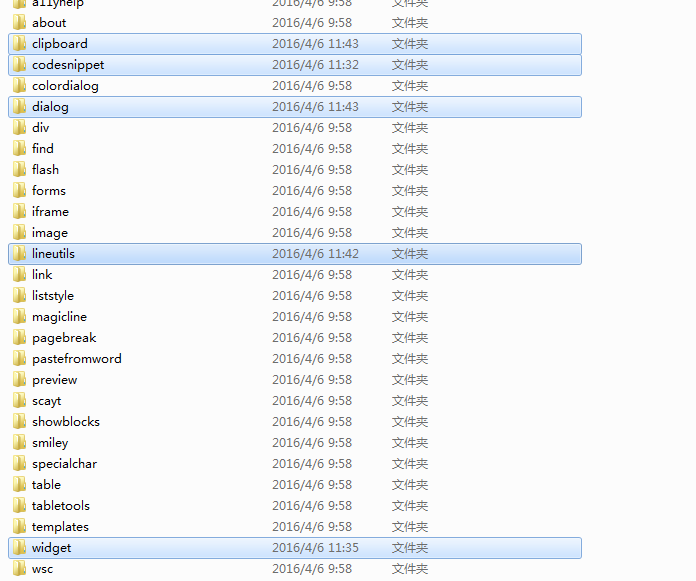 a11yhelp 2016/4/6 9:58 文件夹
about 2016/4/6 9:58 文件夹
clipboard 2016/4/6 11:43 文件夹
codesnippet 2016/4/6 11:32 文件夹
colordialog 2016/4/6 9:58 文件夹
dialog 2016/4/6 11:43 文件夹
div 2016/4/6 9:58 文件夹
find 2016/4/6 9:58 文件夹
flash 2016/4/6 9:58 文件夹
forms 2016/4/6 9:58 文件夹
iframe 2016/4/6 9:58 文件夹
image 2016/4/6 9:58 文件夹
lineutils 2016/4/6 11:42 文件夹
link 2016/4/6 9:58 文件夹
liststyle 2016/4/6 9:58 文件夹
magicline 2016/4/6 9:58 文件夹
pagebreak 2016/4/6 9:58 文件夹
pastefromword 2016/4/6 9:58 文件夹
preview 2016/4/6 9:58 文件夹
scayt 2016/4/6 9:58 文件夹
showblocks 2016/4/6 9:58 文件夹
smiley 2016/4/6 9:58 文件夹
specialchar 2016/4/6 9:58 文件夹
table 2016/4/6 9:58 文件夹
tabletools 2016/4/6 9:58 文件夹
templates 2016/4/6 9:58 文件夹
widget 2016/4/6 11:35 文件夹
wsc 2016/4/6 9:58 文件夹